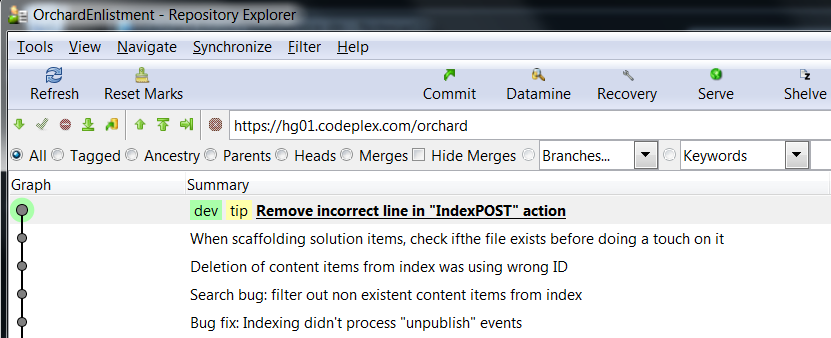 OrchardEnlistment - Repository Explorer
Tools View Navigate Synchronize Filter Help
Refresh Reset Marks Commit Datamine Recovery Serve Shelve
https://hg01.codeplex.com/orchard
All Tagged Ancestry Parents Heads Merges Hide Merges Branches... Keywords
Graph Summary
dev tip Remove incorrect line in "IndexPOST" action
When scaffolding solution items, check ifthe file exists before doing a touch on it
Deletion of content items from index was using wrong ID
Search bug: filter out non existent content items from index
Bug fix: Indexing didn't process "unpublish" events